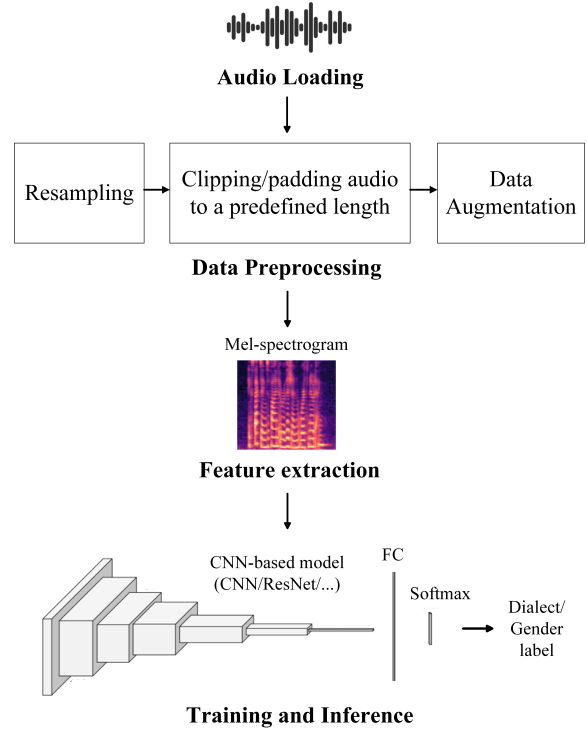 Audio Loading
Resampling
Clipping/padding audio
to a predefined length
Data
Augmentation
Data Preprocessing
Mel-spectrogram
Feature extraction
CNN-based model
(CNN/ResNet/...)
FC
Softmax
Dialect/
Gender
label
Training and Inference